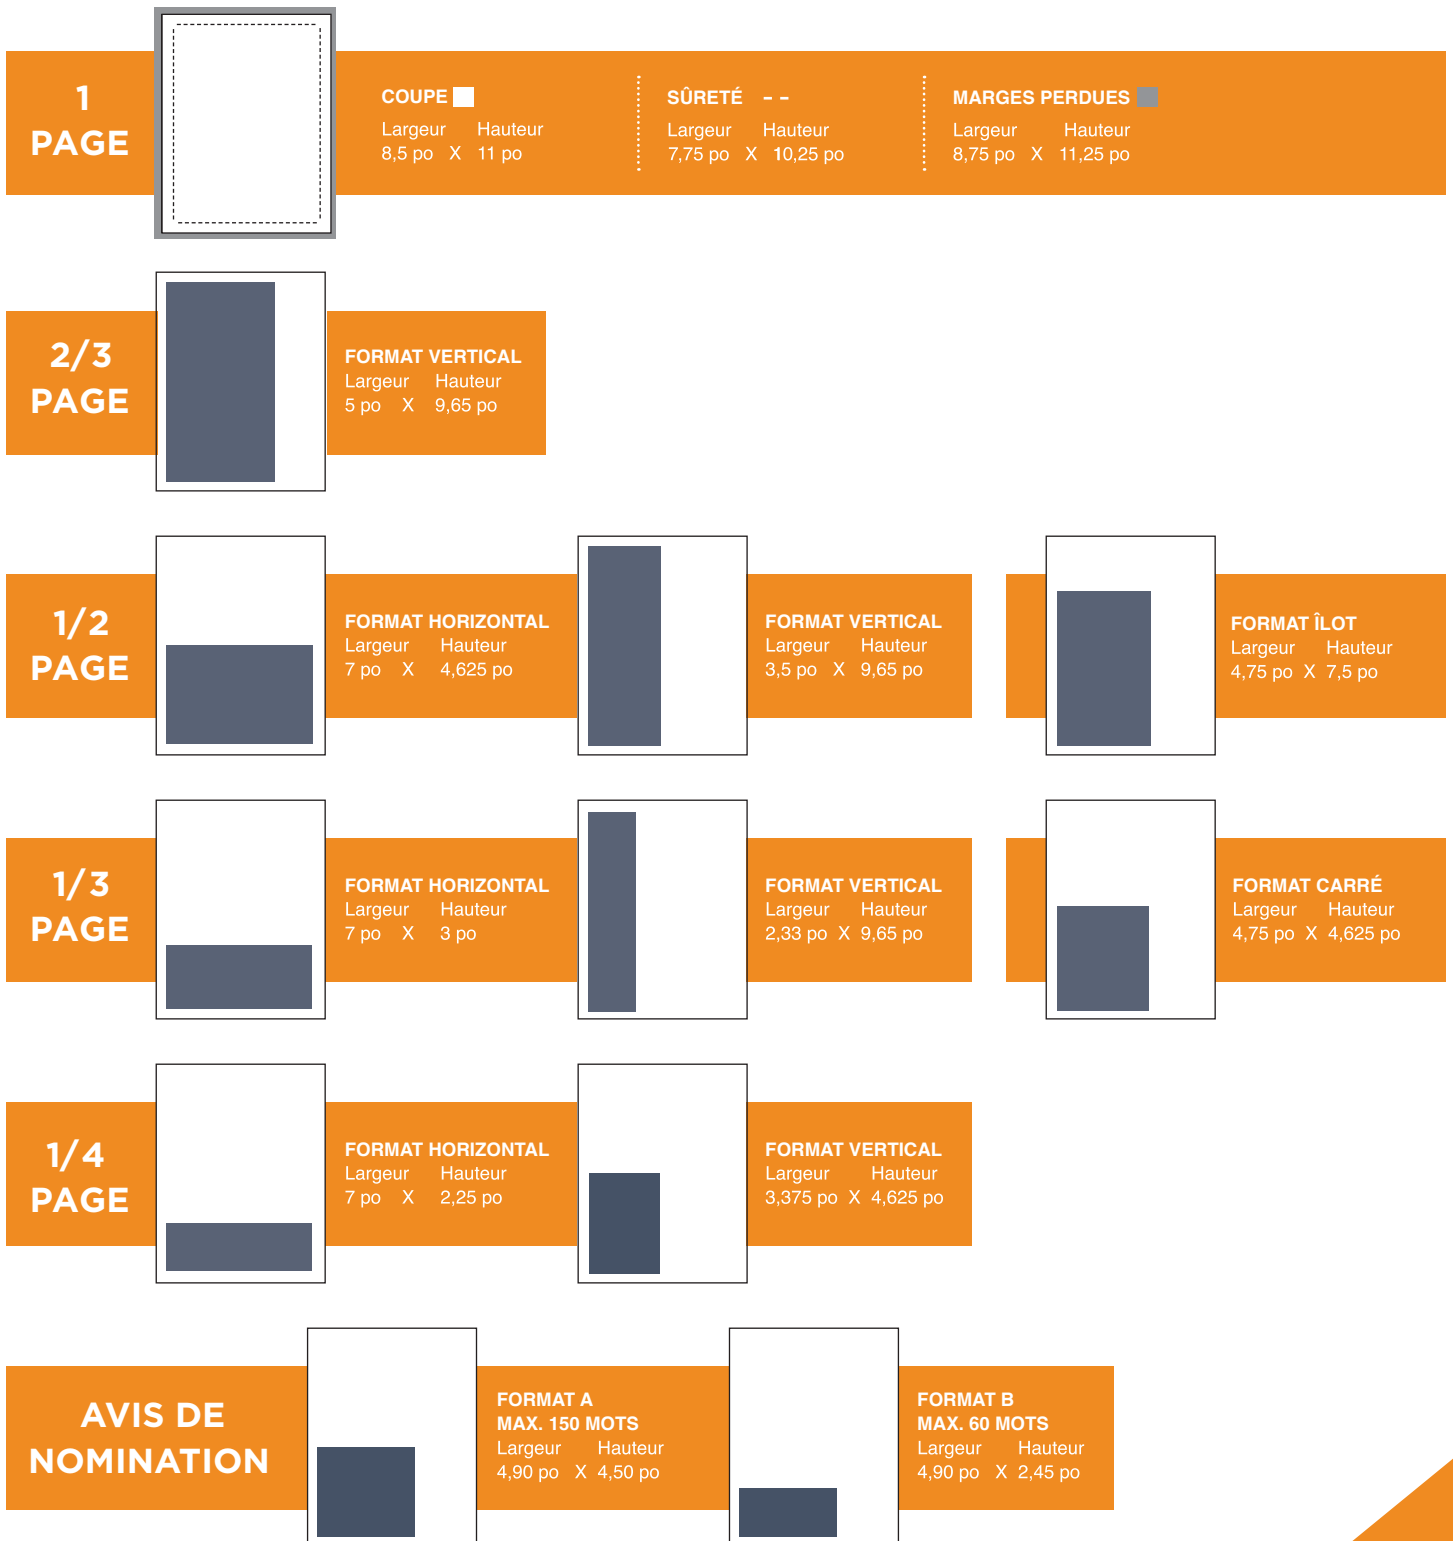 1
PAGE
COUPE
Largeur Hauteur
8,5 po X 11 po
SÛRETÉ – –
Largeur Hauteur
7,75 po X 10,25 po
MARGES PERDUES
Largeur Hauteur
8,75 po X 11,25 po
2/3
PAGE
FORMAT VERTICAL
Largeur Hauteur
5 po X 9,65 po
1/2
PAGE
FORMAT HORIZONTAL
Largeur Hauteur
7 po X 4,625 po
FORMAT VERTICAL
Largeur Hauteur
3,5 po X 9,65 po
FORMAT ÎLOT
Largeur Hauteur
4,75 po X 7,5 po
1/3
PAGE
FORMAT HORIZONTAL
Largeur Hauteur
7 po X 3 po
FORMAT VERTICAL
Largeur Hauteur
2,33 po X 9,65 po
FORMAT CARRÉ
Largeur Hauteur
4,75 po X 4,625 po
1/4
PAGE
FORMAT HORIZONTAL
Largeur Hauteur
7 po X 2,25 po
FORMAT VERTICAL
Largeur Hauteur
3,375 po X 4,625 po
AVIS DE
NOMINATION
FORMAT A
MAX. 150 MOTS
Largeur Hauteur
4,90 po X 4,50 po
FORMAT B
MAX. 60 MOTS
Largeur Hauteur
4,90 po X 2,45 po